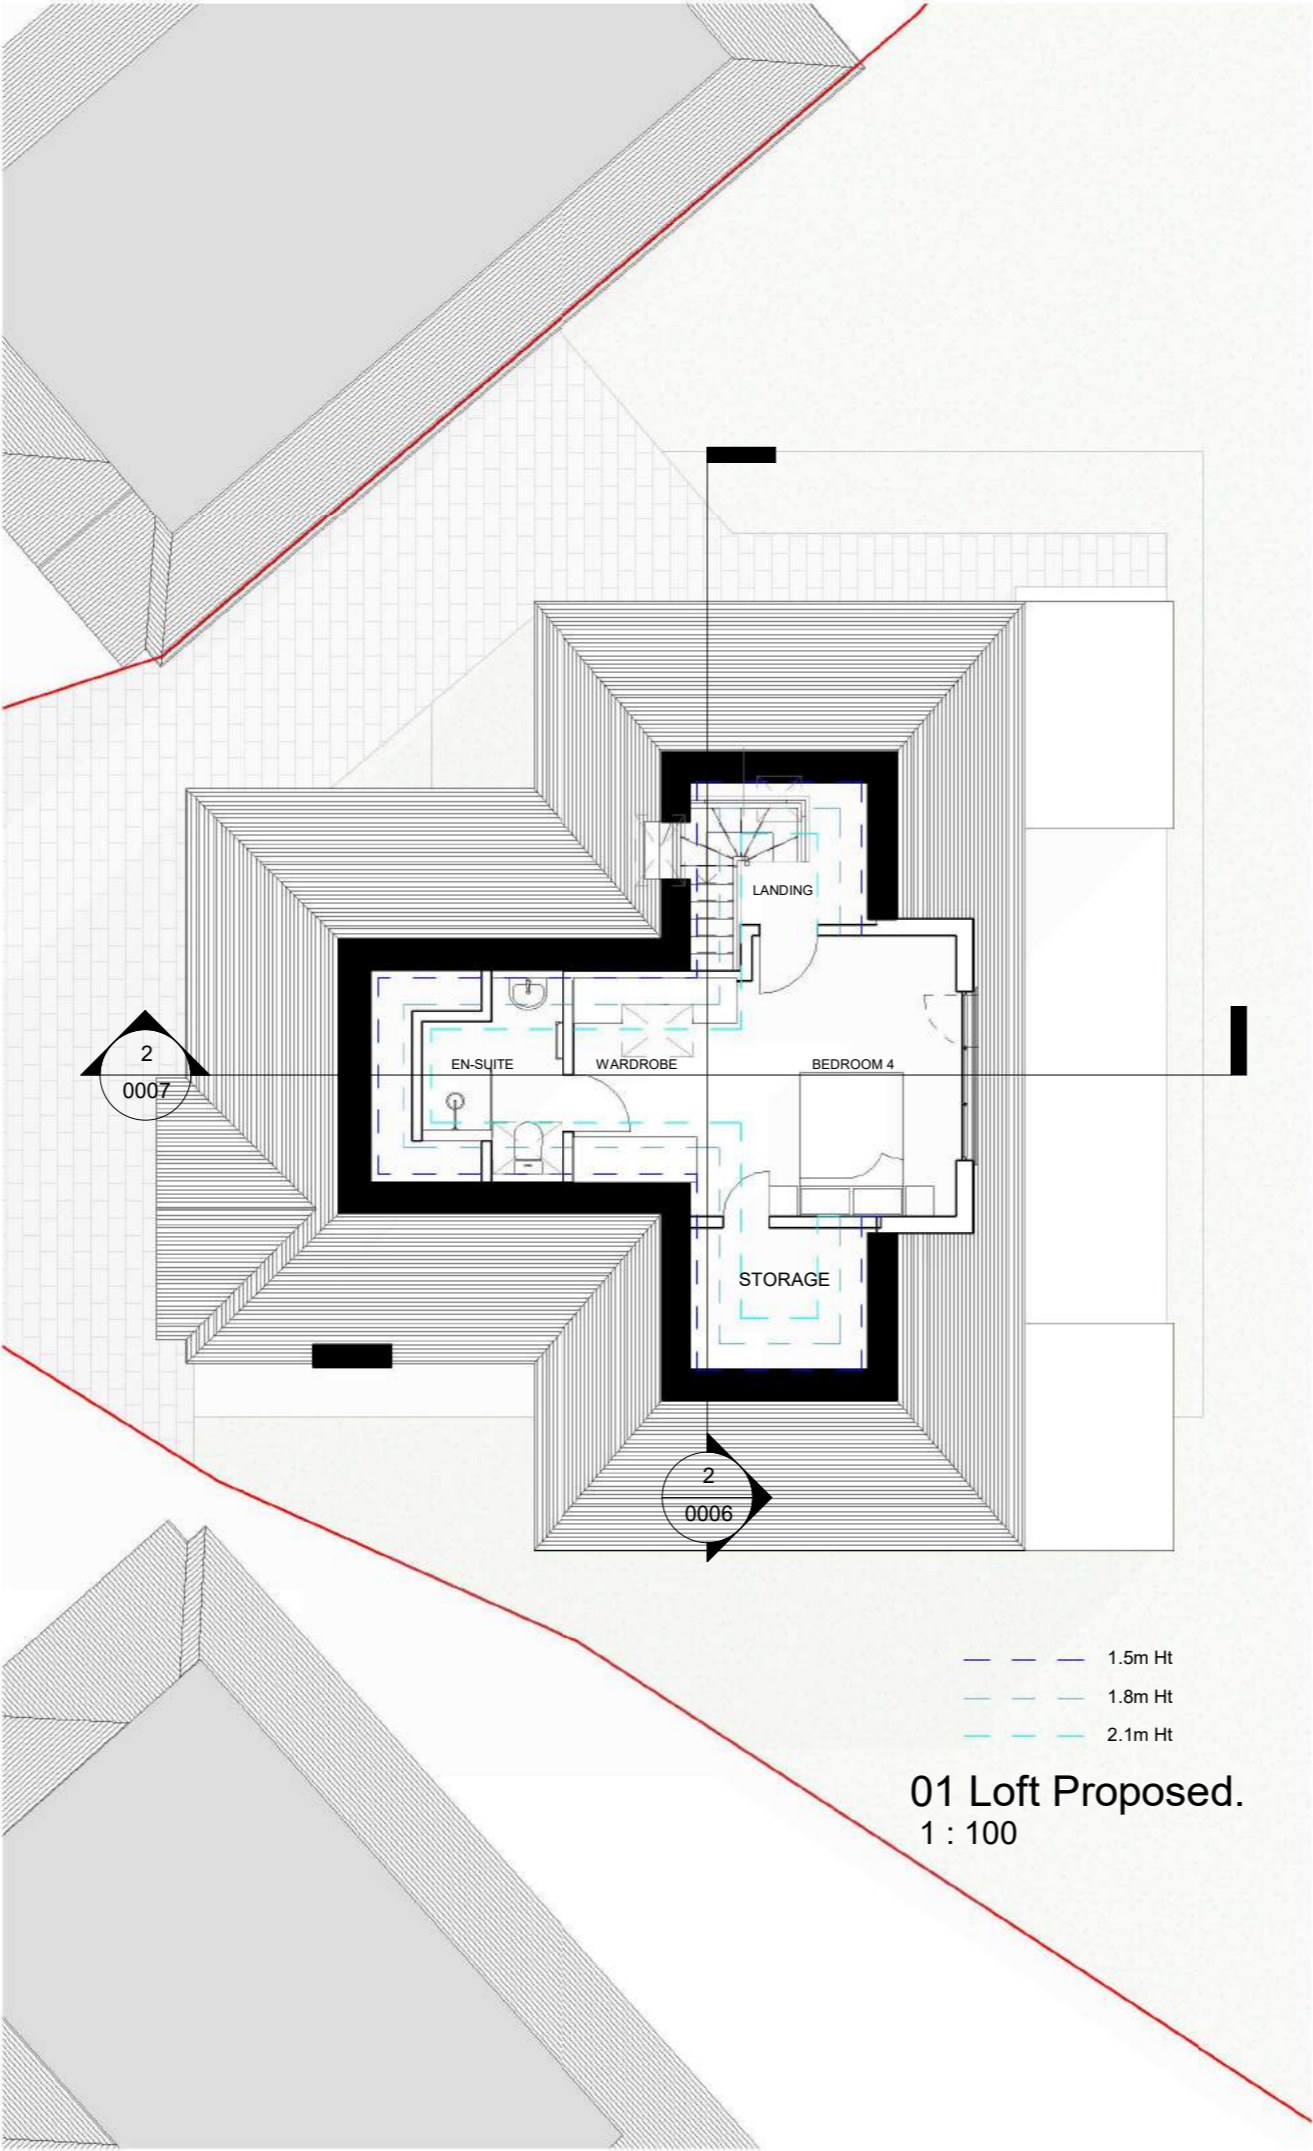 LANDING
EN-SUITE
WARDROBE
BEDROOM 4
2
0007
STORAGE
2
0006
1.5m Ht
1.8m Ht
2.1m Ht
01 Loft Proposed.
1 : 100